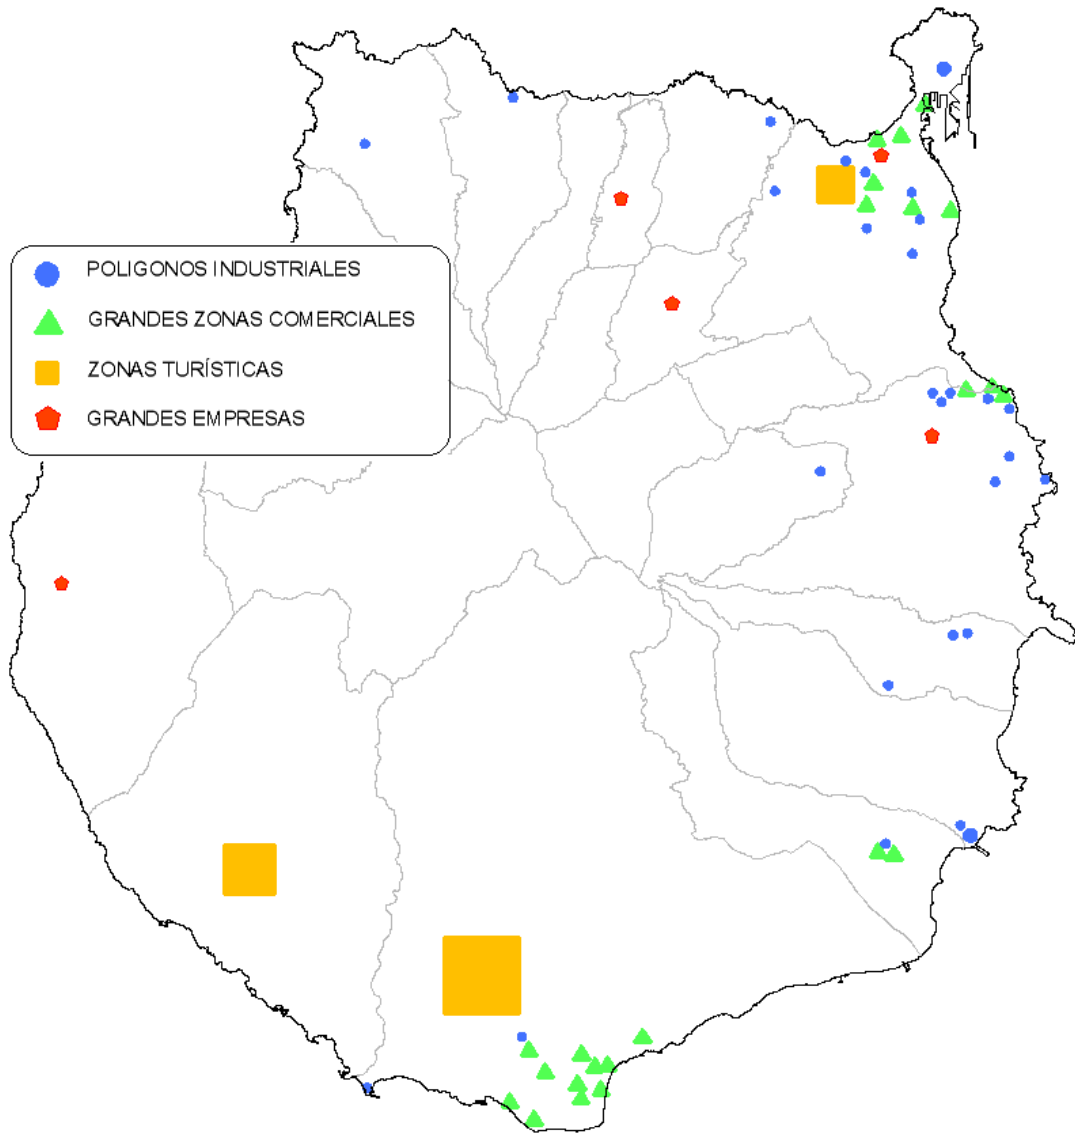 POLIGONOS INDUSTRIALES
GRANDES ZONAS COMERCIALES
ZONAS TURÍSTICAS
GRANDES EMPRESAS